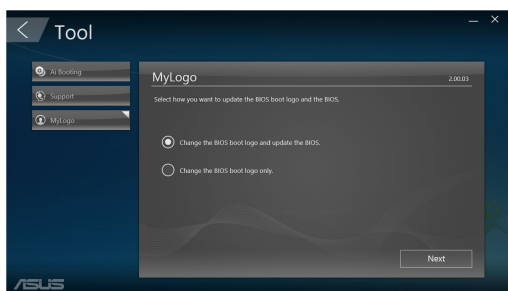 Tool
Ai Booting
Support
MyLogo
MyLogo
2.00.03
Select how you want to update the BIOS boot logo and the BIOS.
Change the BIOS boot logo and update the BIOS.
Change the BIOS boot logo only.
Next
ASUS